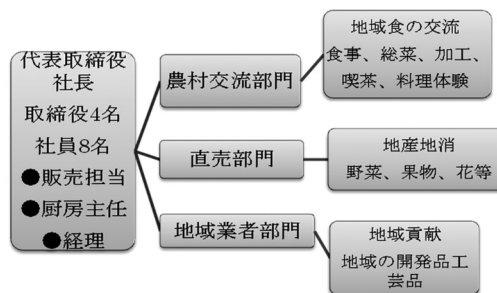 代表取締役
社長
取締役4名
社員8名
●販売担当
●厨房主任
●経理
農村交流部門
地域食の交流
食事、総菜、加工、
喫茶、料理体験
直売部門
地産地消
野菜、果物、花等
地域業者部門
地域貢献
地域の開発品工
芸品